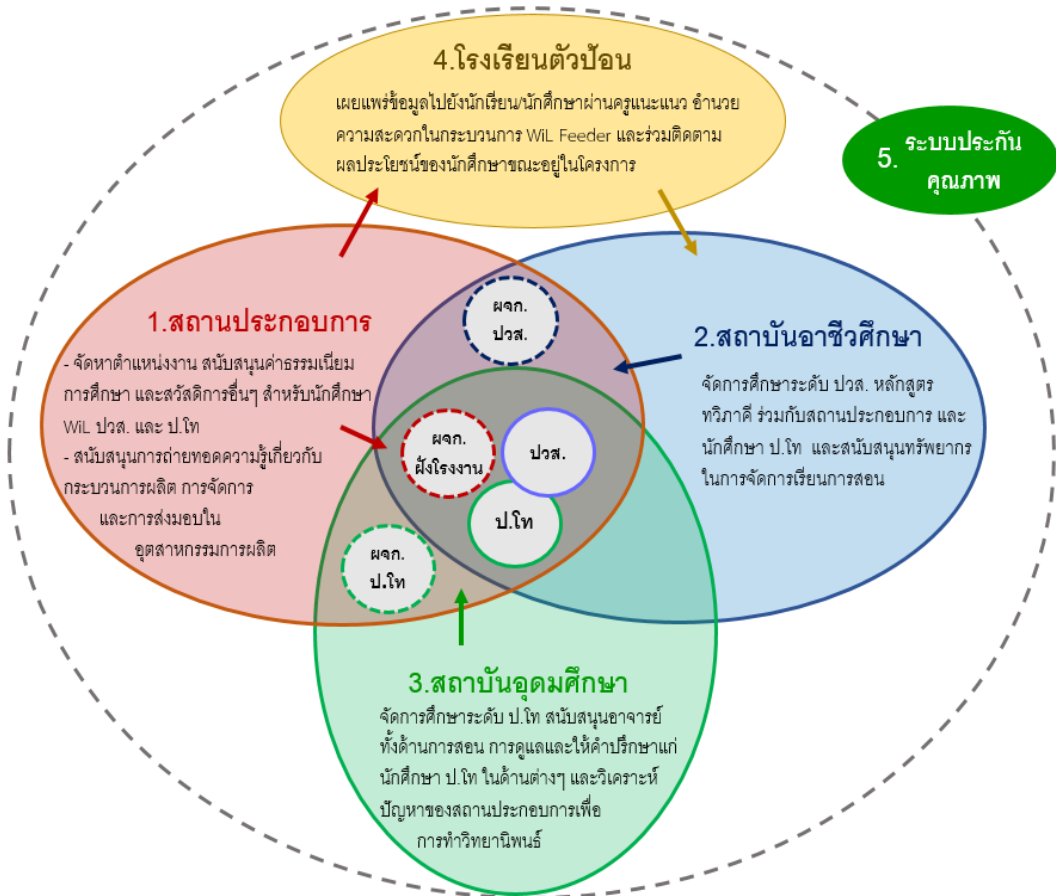 4.โรงเรียนตัวป้อน
เผยแพร่ข้อมูลไปยังนักเรียน/นักศึกษาผ่านครูแนะแนว อำนวย
ความสะดวกในกระบวนการ WiL Feeder และร่วมติดตาม
ผลประโยชน์ของนักศึกษาขณะอยู่ในโครงการ
5. ระบบประกัน
คุณภาพ
ผจก.
ปวส.
1.สถานประกอบการ
- จัดหาตำแหน่งงาน สนับสนุนค่าธรรมเนียม
การศึกษา และสวัสดิการอื่นๆ สำหรับนักศึกษา
WiL ปวส. และ ป.โท
- สนับสนุนการถ่ายทอดความรู้เกี่ยวกับ
กระบวนการผลิต การจัดการ
และการส่งมอบใน
อุตสาหกรรมการผลิต
2.สถาบันอาชีวศึกษา
จัดการศึกษาระดับ ปวส. หลักสูตร
ทวิภาคี ร่วมกับสถานประกอบการ และ
นักศึกษา ป.โท และสนับสนุนทรัพยากร
ในการจัดการเรียนการสอน
ผจก.
ฝั่งโรงงาน
ปวส.
ป.โท
ผจก.
ป.โท
3.สถาบันอุดมศึกษา
จัดการศึกษาระดับ ป.โท สนับสนุนอาจารย์
ทั้งด้านการสอน การดูแลและให้คำปรึกษาแก่
นักศึกษา ป.โท ในด้านต่างๆ และวิเคราะห์
ปัญหาของสถานประกอบการเพื่อ
การทำวิทยานิพนธ์